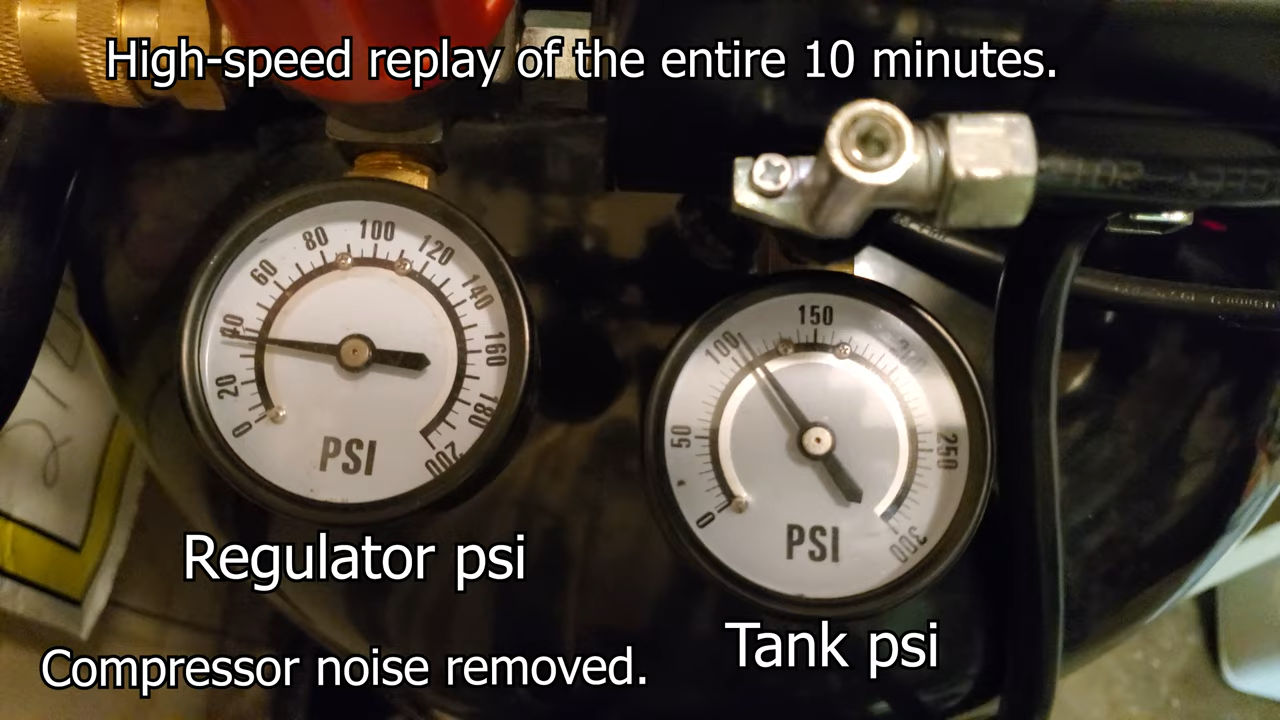 High-speed replay of the entire 10 minutes.
0 20 40 60 80 100 120 140 160 180 200
PSI
0 50 100 150 250 300
PSI
Regulator psi
Tank psi
Compressor noise removed.